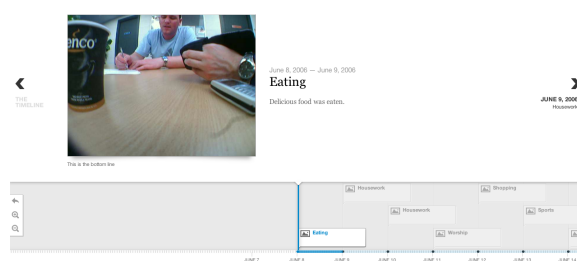 enco
June 8, 2006 — June 9, 2006
Eating
THE
TIMELINE
Delicious food was eaten.
JUNE 9, 2006
Housework
This is the bottom line
Housework
Shopping
Housework
Sports
Eating
Worship
JUNE 7
JUNE 8
JUNE 9
JUNE 10
JUNE 11
JUNE 12
JUNE 13
JUNE 14